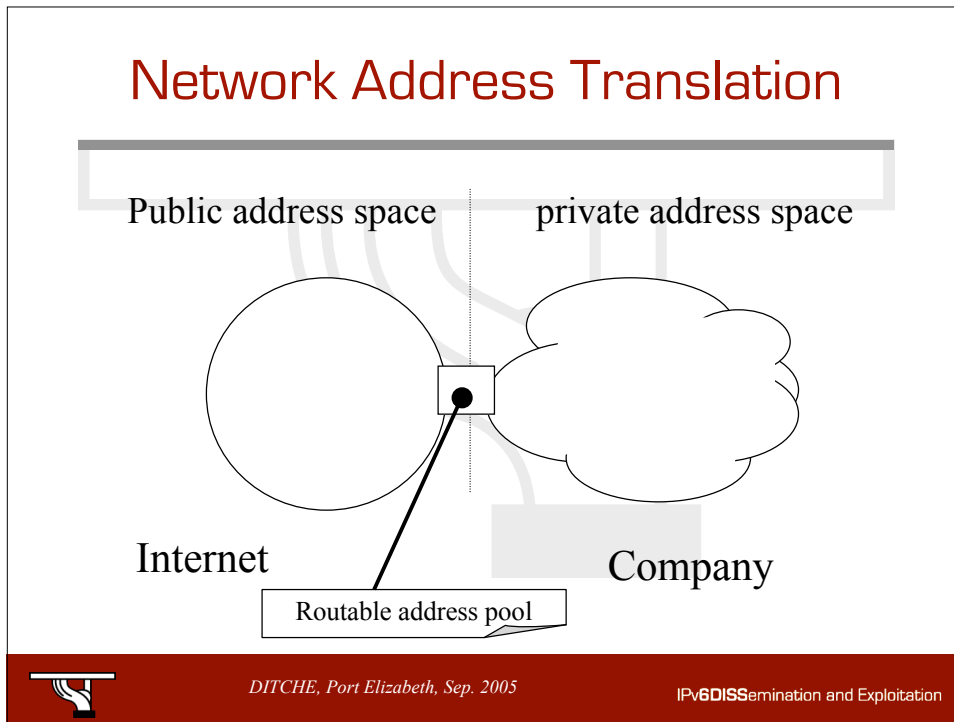 Network Address Translation
Public address space
private address space
Internet
Company
Routable address pool
DITCHE, Port Elizabeth, Sep. 2005
IPv6DISSemination and Exploitation